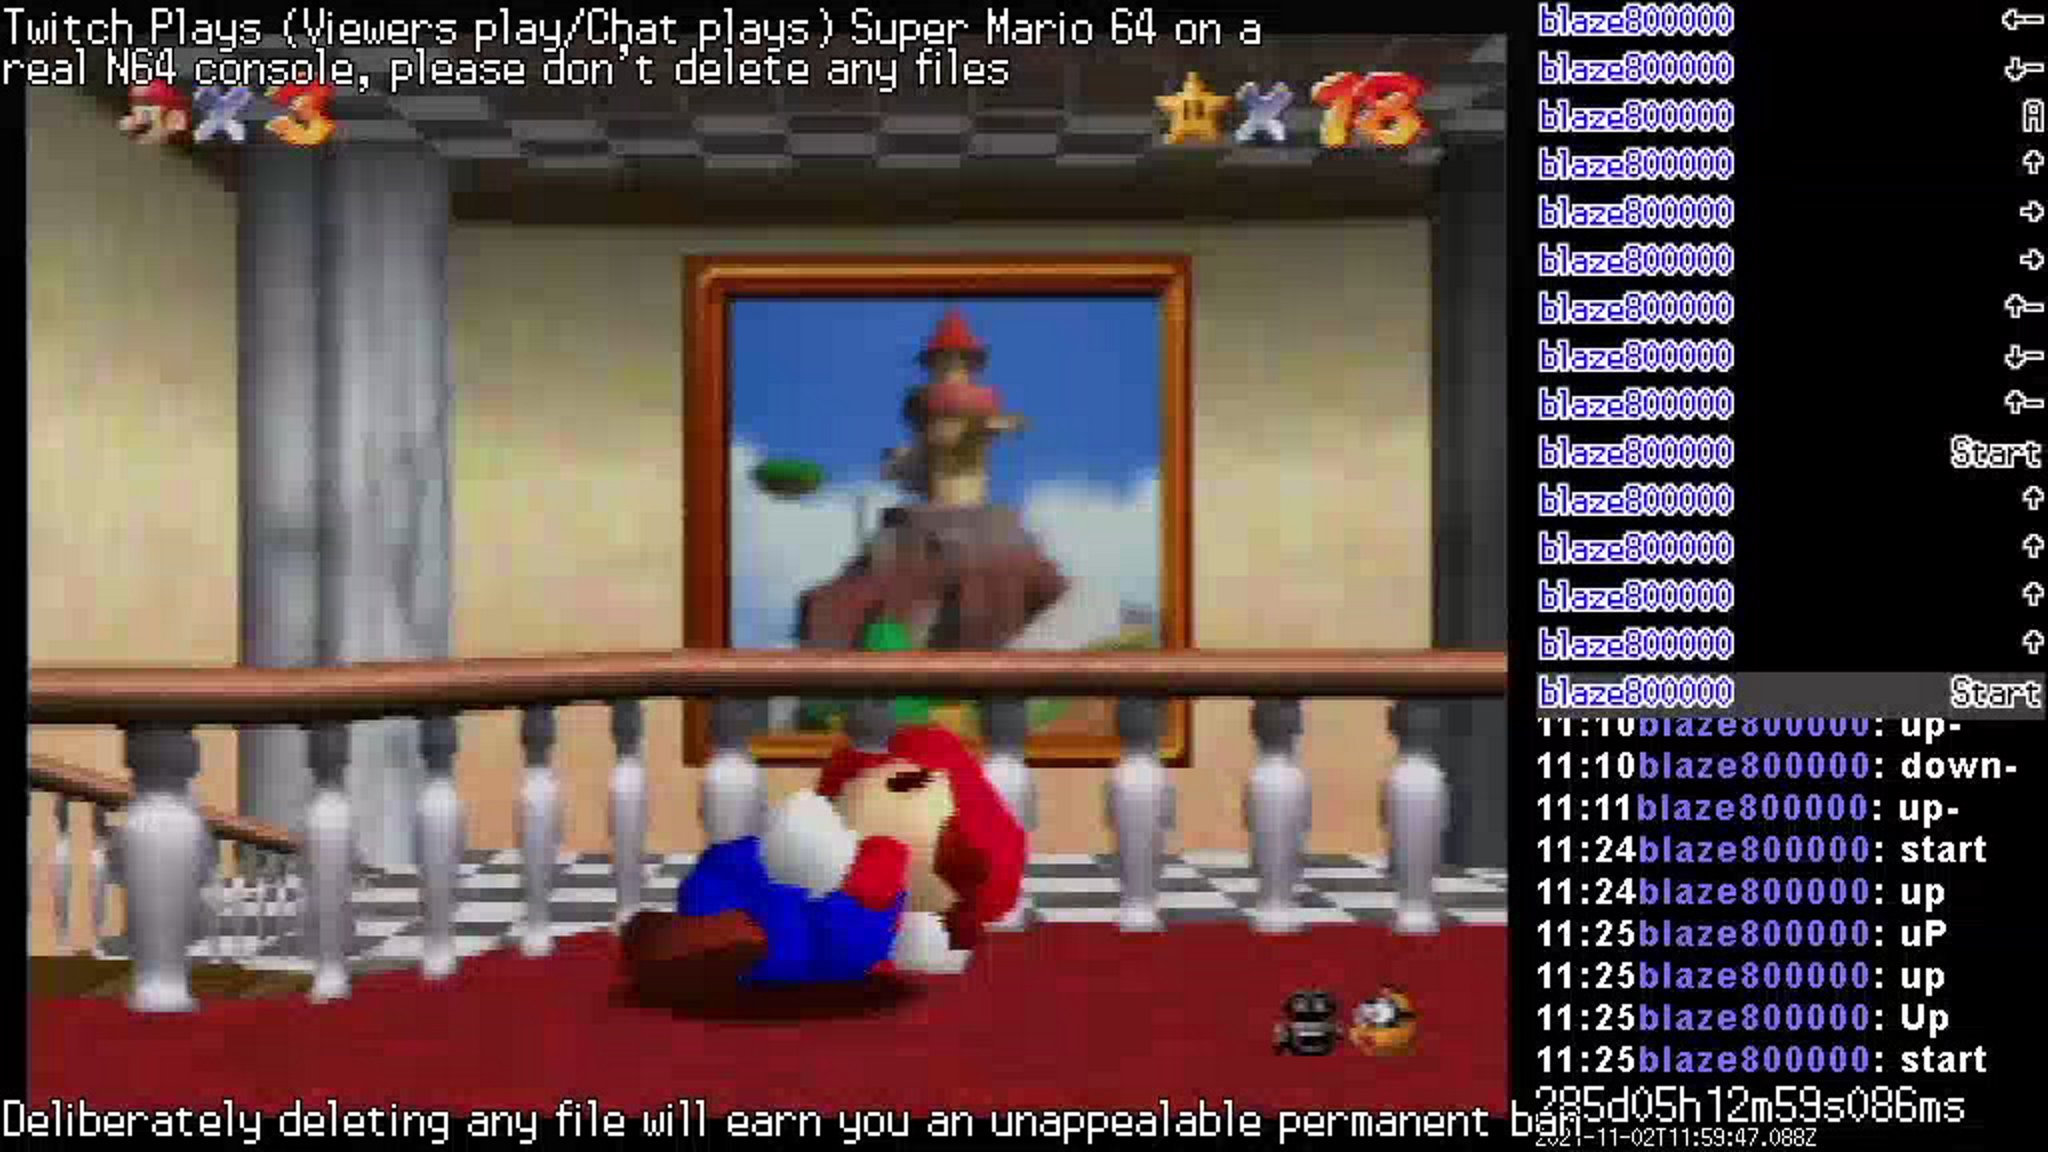 Twitch Plays (Viewers play/Chat plays) Super Mario 64 on a
real N64 console, please don't delete any files
3
18
blaze800000 ←-
blaze800000 ↓-
blaze800000 A
blaze800000 ↑
blaze800000 →
blaze800000 →
blaze800000 ↑-
blaze800000 ↓-
blaze800000 ↑-
blaze800000 Start
blaze800000 ↑
blaze800000 ↑
blaze800000 ↑
blaze800000 ↑
blaze800000 Start
11:10blaze800000: up-
11:10blaze800000: down-
11:11blaze800000: up-
11:24blaze800000: start
11:24blaze800000: up
11:25blaze800000: uP
11:25blaze800000: up
11:25blaze800000: Up
11:25blaze800000: start
285d05h12m59s086ms
Deliberately deleting any file will earn you an unappealable permanent ban
2021-11-02T11:59:47.088Z